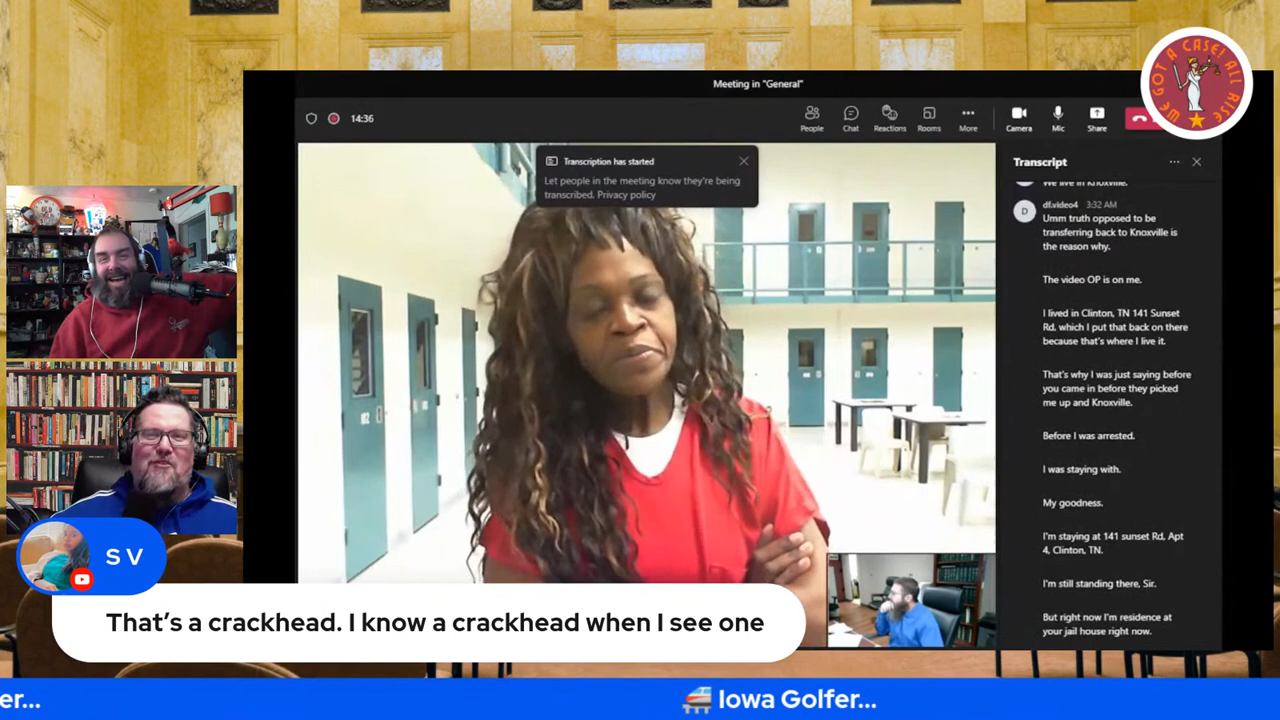 Meeting in "General"
WE GOT A CASE! ALL RISE
14:36
People
Chat
Reactions
Rooms
More
Camera
Mic
Share
Transcription has started
Let people in the meeting know they're being
transcribed. Privacy policy
Transcript
We live in Knoxville.
D
df.video4 3:32 AM
Umm truth opposed to be
transferring back to Knoxville is
the reason why.
The video OP is on me.
I lived in Clinton, TN 141 Sunset
Rd, which I put that back on there
because that's where I live it.
That's why I was just saying before
you came in before they picked
me up and Knoxville.
Before I was arrested.
I was staying with.
My goodness.
I'm staying at 141 sunset Rd, Apt
4, Clinton, TN.
I'm still standing there, Sir.
But right now I'm residence at
your jail house right now.
S V
That's a crackhead. I know a crackhead when I see one
er...
Iowa Golfer...